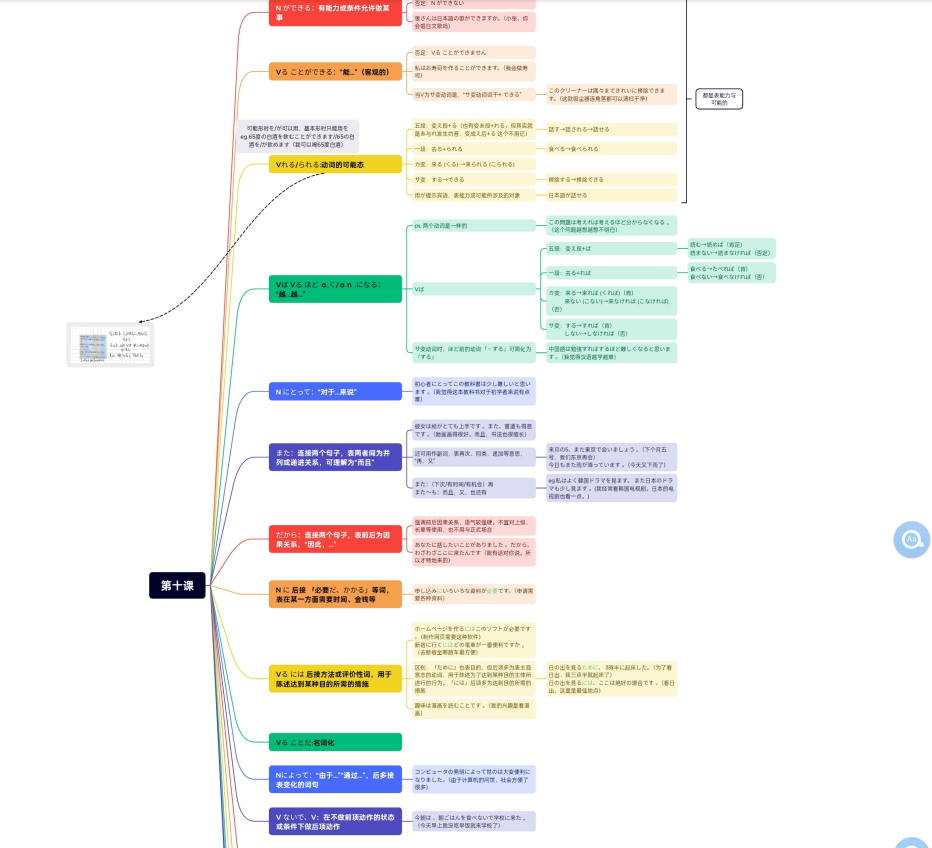 否定：N ができない
N ができる：有能力或条件允许做某
事
張さんは日本語の歌ができますか。（小张，你
会唱日文歌吗）
否定：Vる ことができません
Vる ことができる：“能...”（客观的）
私はお寿司を作ることができます。（我会做寿
司）
当V为サ变动词是，“サ变动词词干+ できる”
このクリーナーは隅々まできれいに掃除できま
す。（这款吸尘器连角落都可以清扫干净）
都是表能力与
可能的
可能形时を/が可以用，基本形时只能用を
eg.65度の白酒を飲むことができます//65の白
酒を/が飲めます（我可以喝65度白酒）
Vれる/られる:动词的可能态
五段：变え段+る（也有变あ段+れる，但其实就
是あ与れ发生约音，变成え后+る 这个不用记）
話す→話される→話せる
一段：去る+られる
食べる→食べられる
カ变：来る (くる) →来られる (こられる)
サ变：する→できる
掃除する→掃除できる
用が提示宾语，表能力或可能所涉及的对象
日本語が話せる
Vば Vる ほど a.く/a n .になる：
“越...越...”
ps. 两个动词是一样的
この問題は考えれば考えるほど分からなくなる 。
（这个问题越想越想不明白）
Vば
五段：变え段+ば
読む→読めば（肯定）
読まない→読まなければ（否定）
一段：去る+れば
食べる→たべれば（肯）
食べない→食べなければ（否）
カ变：来る→来れば (くれば)（肯）
来ない (こない)→来なければ (こなければ)
（否）
サ变：する→すれば（肯）
しない→しなければ（否）
サ变动词时，ほど前的动词「~ する」可简化为
「する」
中国語は勉強すればするほど難しくなると思いま
す 。（我觉得汉语越学越难）
N にとって：“对于...来说”
初心者にとってこの教科書は少し難しいと思い
ます 。（我觉得这本教科书对于初学者来说有点
难）
また：连接两个句子，表两者间为并
列或递进关系，可理解为“而且”
彼女は絵がとても上手です 。また、書道も得意
です 。（她画画得很好。而且，书法也很擅长）
还可用作副词，表再次、同类、追加等意思，
“再、又”
来月の5、また東京で会いましょう 。（下个月五
号，我们东京再会）
今日もまた雨が降っています 。（今天又下雨了）
また：（下次/有时间/有机会）再
また～も：而且、又、也还有
eg.私はよく韓国ドラマを見ます。また日本のドラ
マも少し見ます 。（我经常看韩国电视剧，日本的电
视剧也看一点。）
だから：连接两个句子，表前后为因
果关系，“因此，...”
强调前后因果关系，语气较强硬。不宜对上级、
长辈等使用，也不用与正式场合
あなたに話したいことがありました 。だから、
わざわざここに来たんです（我有话对你说。所
以才特地来的）
第十课
N に 后接 「必要だ、かかる」等词，
表在某一方面需要时间、金钱等
申し込みにいろいろな資料が必要です。（申请需
要各种资料）
Vる には 后接方法或评价性词，用于
陈述达到某种目的所需的措施
ホームページを作るにはこのソフトが必要です
。（制作网页需要这种软件）
新宿に行くにはどの電車が一番便利ですか 。
（去新宿坐哪路车最方便）
区别：「ために」也表目的，但后项多为表主观
意志的动词，用于陈述为了达到某种目的主体所
进行的行为。「には」后项多为达到目的所需的
措施
日の出を見るために、3時半に起床した。（为了看
日出，我三点半就起床了）
日の出を見るには、ここは絶好の場合です 。（看日
出，这里是最佳地点）
趣味は漫画を読むことです 。（我的兴趣是看漫
画）
Vる ことだ:名词化
Nによって：“由于...”“通过...”，后多接
表变化的词句
コンピュータの発信によって世のは大変便利に
なりました。（由于计算机的问世，社会方便了
很多）
V ないで、V：在不做前项动作的状态
或条件下做后项动作
今朝は 、朝ごはんを食べないで学校に来た 。
（今天早上我没吃早饭就来学校了）